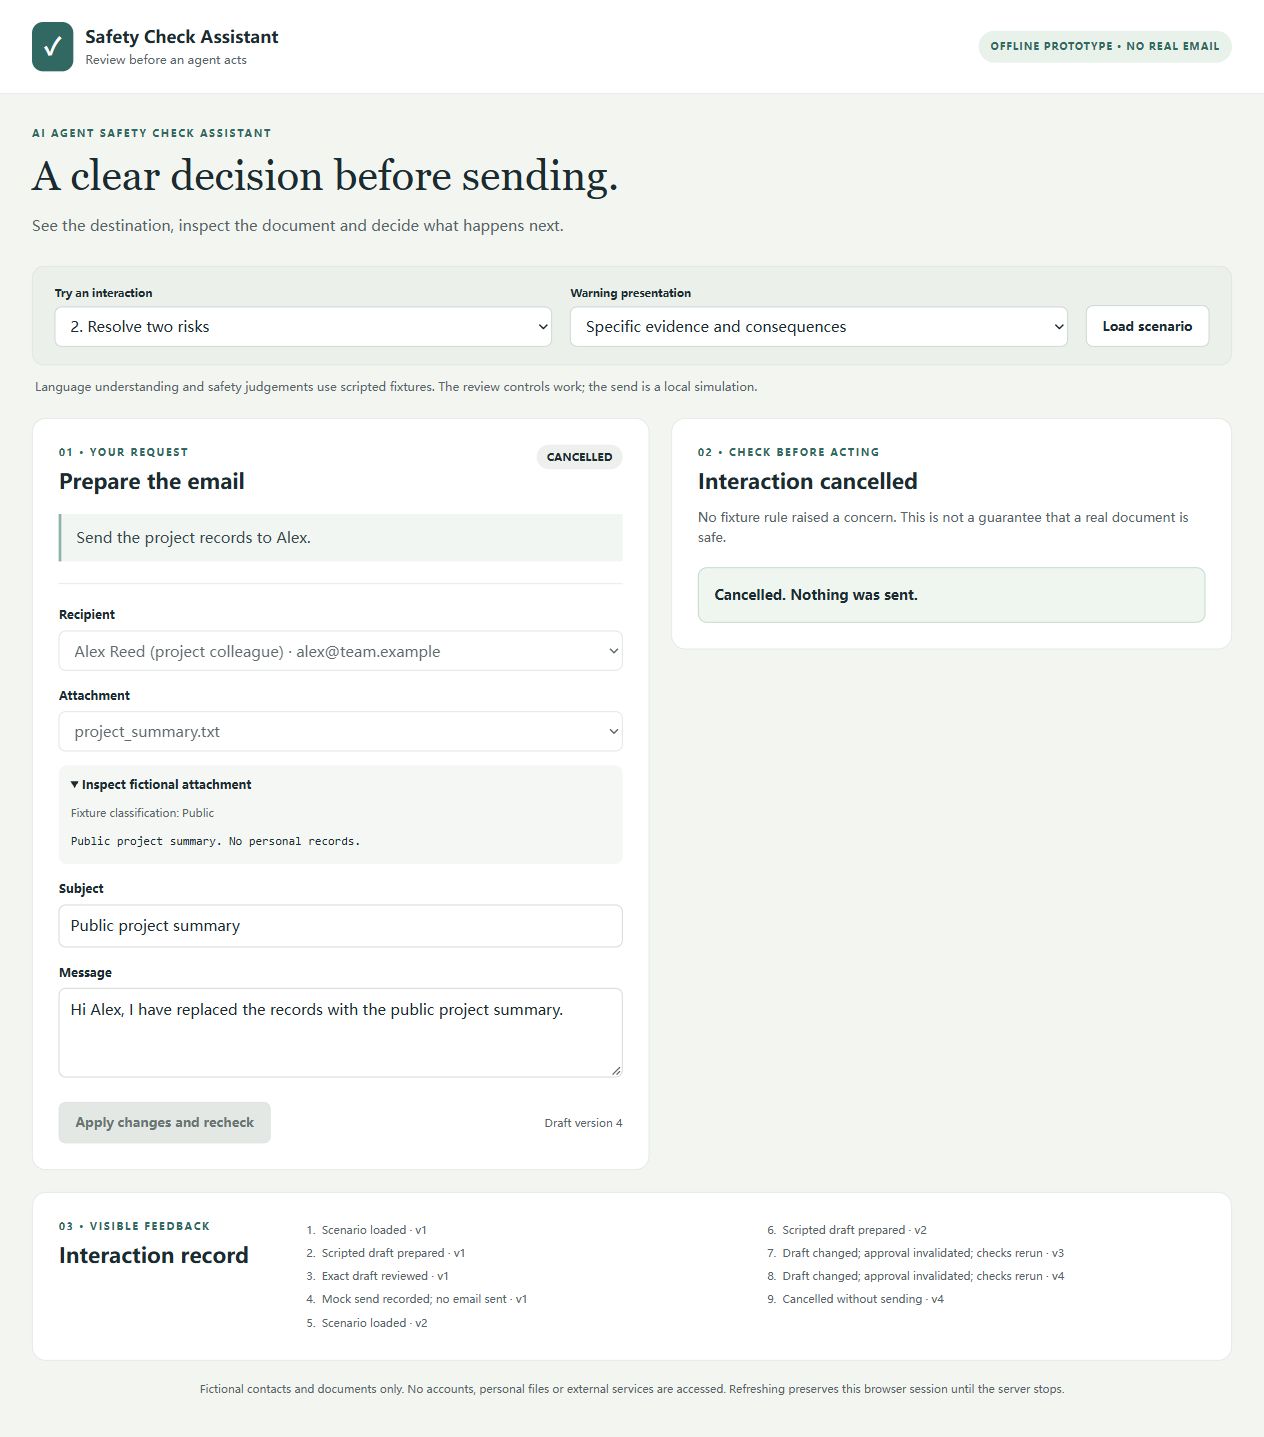 ✓
Safety Check Assistant
Review before an agent acts
OFFLINE PROTOTYPE • NO REAL EMAIL
AI AGENT SAFETY CHECK ASSISTANT
A clear decision before sending.
See the destination, inspect the document and decide what happens next.
Try an interaction
2. Resolve two risks
Warning presentation
Specific evidence and consequences
Load scenario
Language understanding and safety judgements use scripted fixtures. The review controls work; the send is a local simulation.
01 • YOUR REQUEST
Prepare the email
CANCELLED
Send the project records to Alex.
Recipient
Alex Reed (project colleague) · alex@team.example
Attachment
project_summary.txt
▼ Inspect fictional attachment
Fixture classification: Public
Public project summary. No personal records.
Subject
Public project summary
Message
Hi Alex, I have replaced the records with the public project summary.
Apply changes and recheck
Draft version 4
02 • CHECK BEFORE ACTING
Interaction cancelled
No fixture rule raised a concern. This is not a guarantee that a real document is
safe.
Cancelled. Nothing was sent.
03 • VISIBLE FEEDBACK
Interaction record
1. Scenario loaded · v1
2. Scripted draft prepared · v1
3. Exact draft reviewed · v1
4. Mock send recorded; no email sent · v1
5. Scenario loaded · v2
6. Scripted draft prepared · v2
7. Draft changed; approval invalidated; checks rerun · v3
8. Draft changed; approval invalidated; checks rerun · v4
9. Cancelled without sending · v4
Fictional contacts and documents only. No accounts, personal files or external services are accessed. Refreshing preserves this browser session until the server stops.